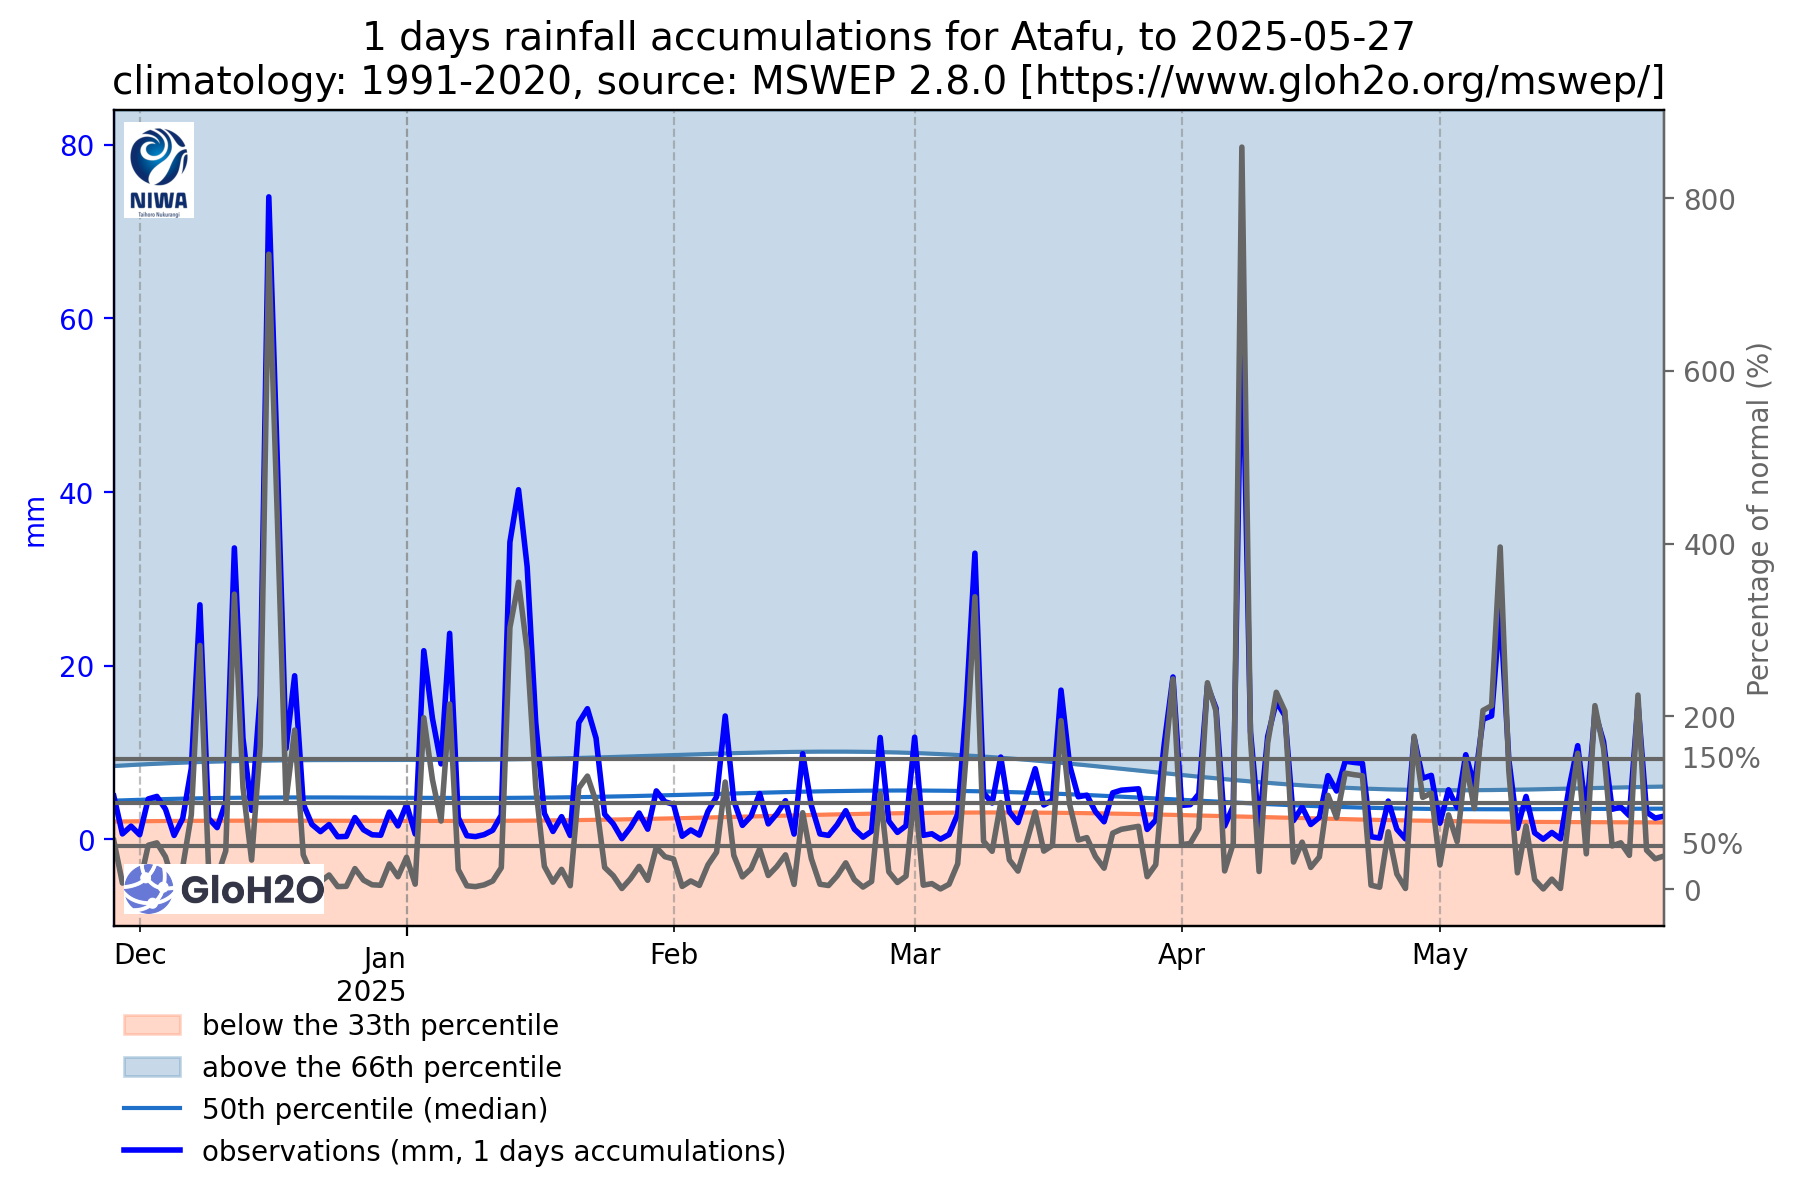 1 days rainfall accumulations for Atafu, to 2025-05-27
climatology: 1991-2020, source: MSWEP 2.8.0 [https://www.gloh2o.org/mswep/]
NIWA
Taihoro Nukurangi
80
60
40
20
0
mm
800
600
400
200
150%
50%
0
Percentage of normal (%)
GloH2O
Dec
Jan
2025
Feb
Mar
Apr
May
below the 33th percentile
above the 66th percentile
50th percentile (median)
observations (mm, 1 days accumulations)